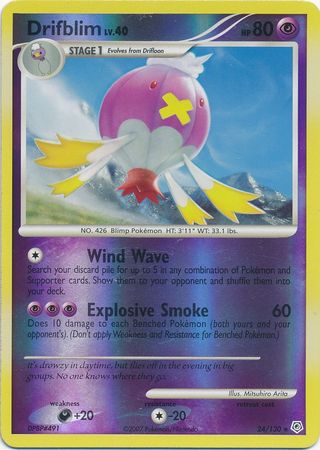 Drifblim LV.40 HP 80
STAGE 1 Evolves from Drifloon
NO. 426 Blimp Pokémon HT: 3'11" WT: 33.1 lbs.
Wind Wave
Search your discard pile for up to 5 in any combination of Pokémon and
Supporter cards. Show them to your opponent and shuffle them into
your deck.
Explosive Smoke 60
Does 10 damage to each Benched Pokémon (both yours and your
opponent's). (Don't apply Weakness and Resistance for Benched Pokémon.)
It's drowzy in daytime, but flies off in the evening in big
groups. No one knows where they go.
Illus. Mitsuhiro Arita
weakness resistance retreat cost
+20 -20
DPBP#491 ©2007 Pokémon/Nintendo 24/130